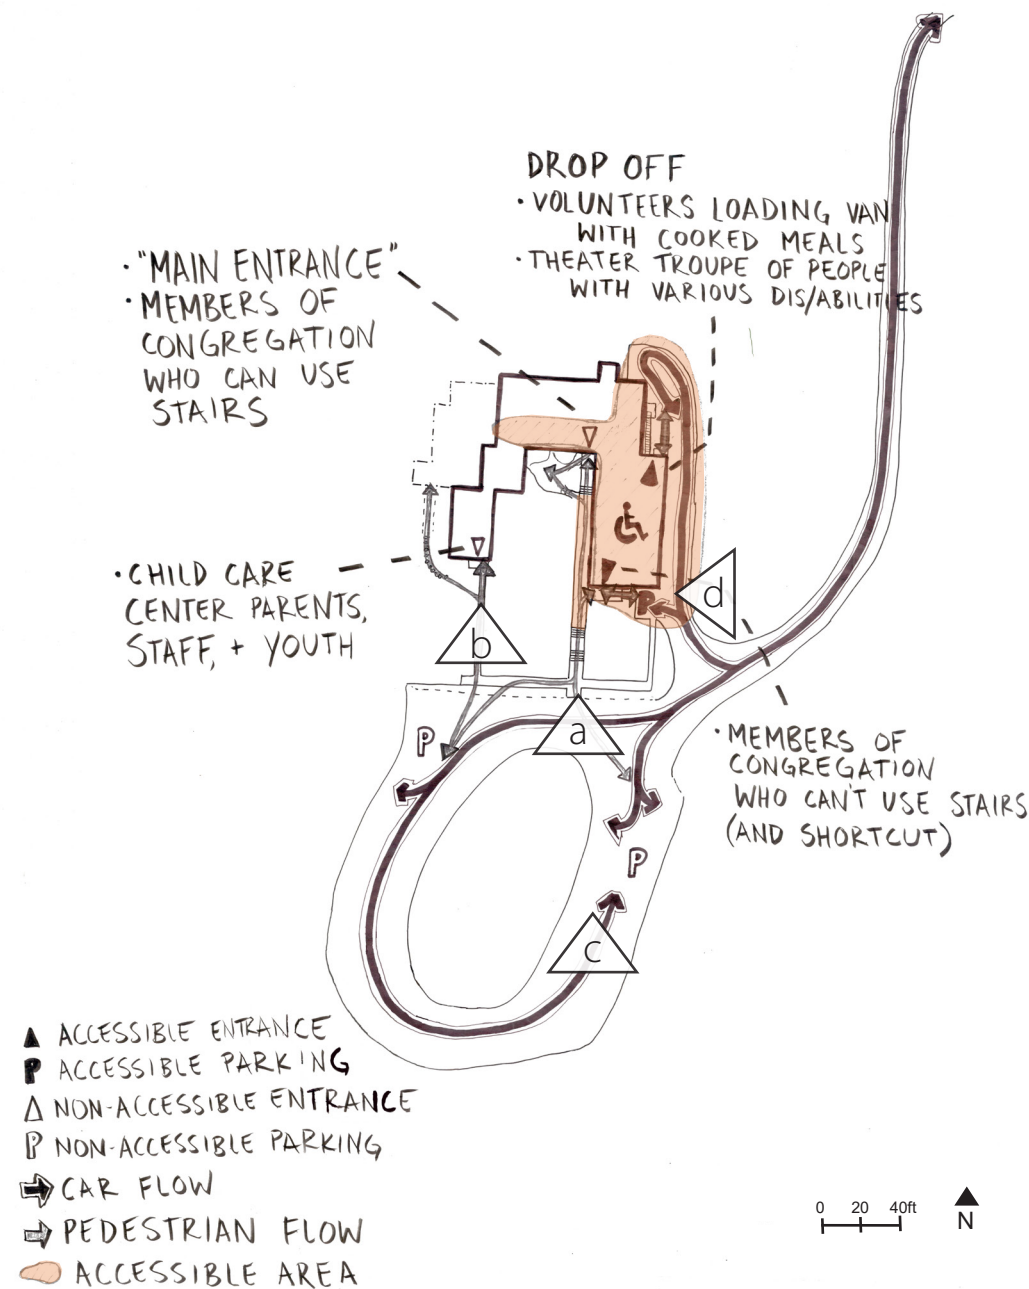 DROP OFF
· VOLUNTEERS LOADING VAN
WITH COOKED MEALS
· THEATER TROUPE OF PEOPLE
WITH VARIOUS DIS/ABILITIES
· "MAIN ENTRANCE"
· MEMBERS OF
CONGREGATION
WHO CAN USE
STAIRS
· CHILD CARE
CENTER PARENTS,
STAFF, + YOUTH
P
d
b
a
P
· MEMBERS OF
CONGREGATION
WHO CAN'T USE STAIRS
(AND SHORTCUT)
P
c
ACCESSIBLE ENTRANCE
P ACCESSIBLE PARKING
NON-ACCESSIBLE ENTRANCE
P NON-ACCESSIBLE PARKING
CAR FLOW
PEDESTRIAN FLOW
ACCESSIBLE AREA
0 20 40ft
N